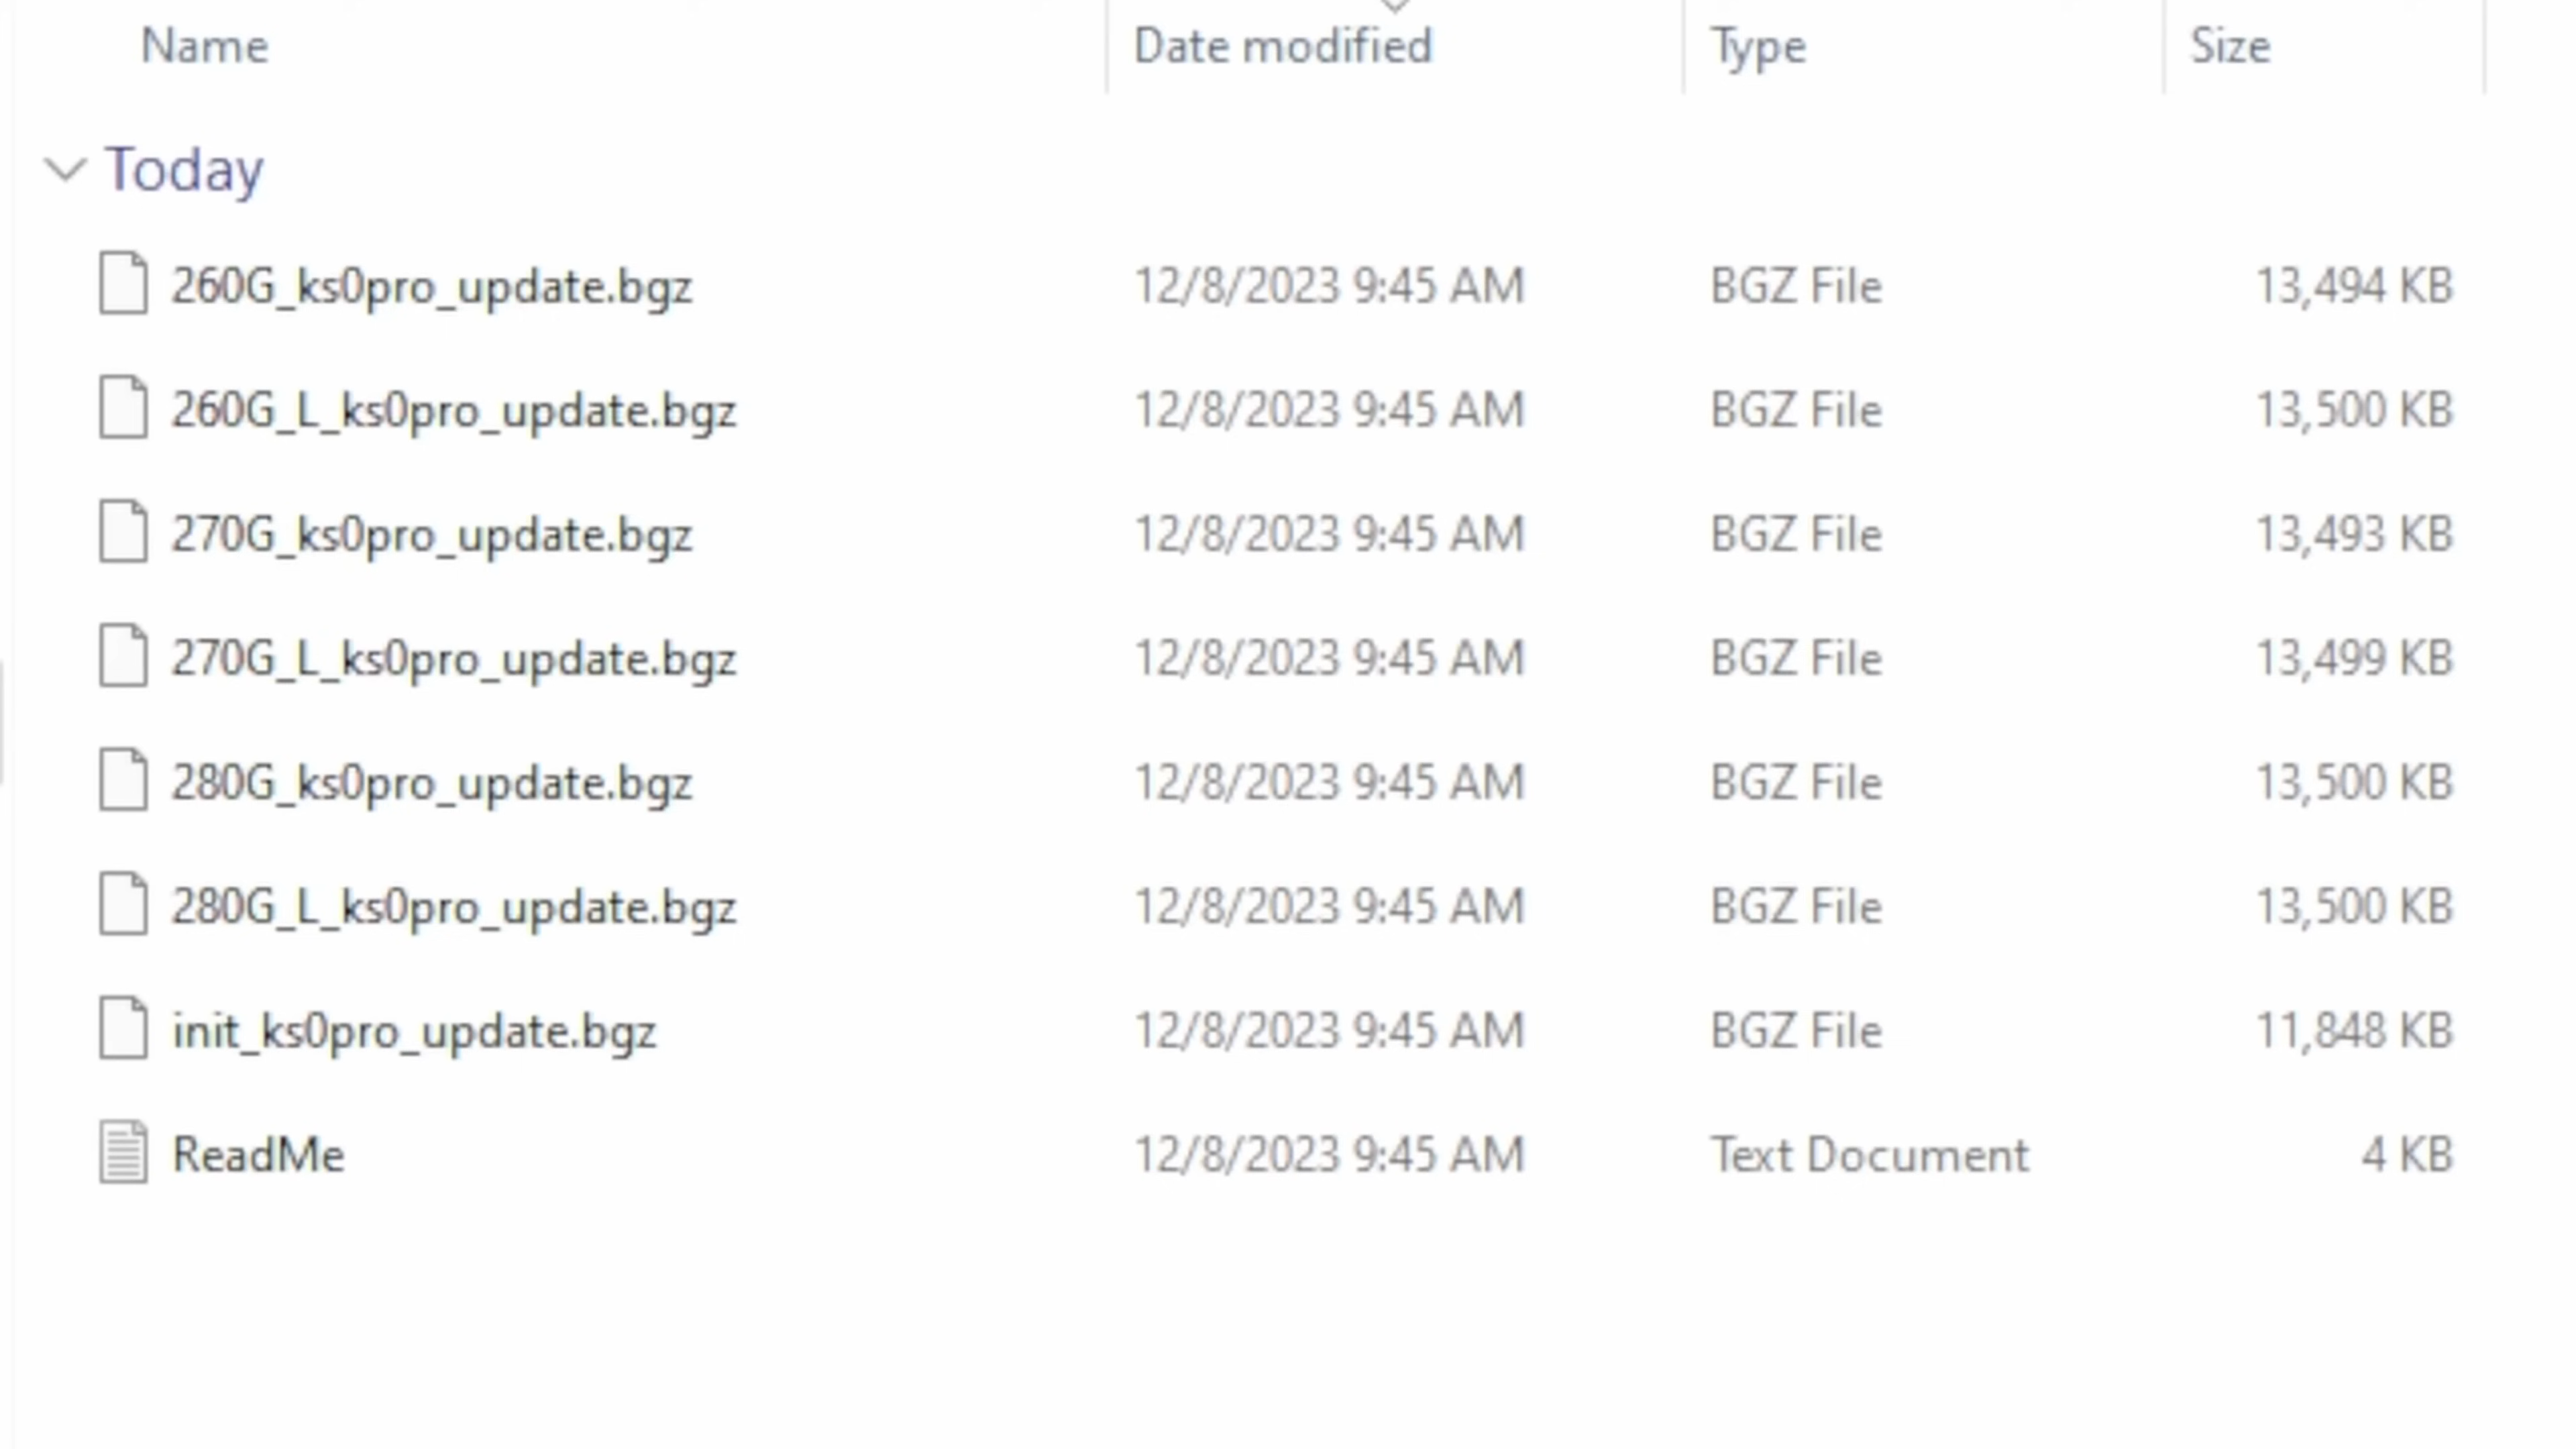 Name Date modified Type Size
Today
260G_ks0pro_update.bgz 12/8/2023 9:45 AM BGZ File 13,494 KB
260G_L_ks0pro_update.bgz 12/8/2023 9:45 AM BGZ File 13,500 KB
270G_ks0pro_update.bgz 12/8/2023 9:45 AM BGZ File 13,493 KB
270G_L_ks0pro_update.bgz 12/8/2023 9:45 AM BGZ File 13,499 KB
280G_ks0pro_update.bgz 12/8/2023 9:45 AM BGZ File 13,500 KB
280G_L_ks0pro_update.bgz 12/8/2023 9:45 AM BGZ File 13,500 KB
init_ks0pro_update.bgz 12/8/2023 9:45 AM BGZ File 11,848 KB
ReadMe 12/8/2023 9:45 AM Text Document 4 KB